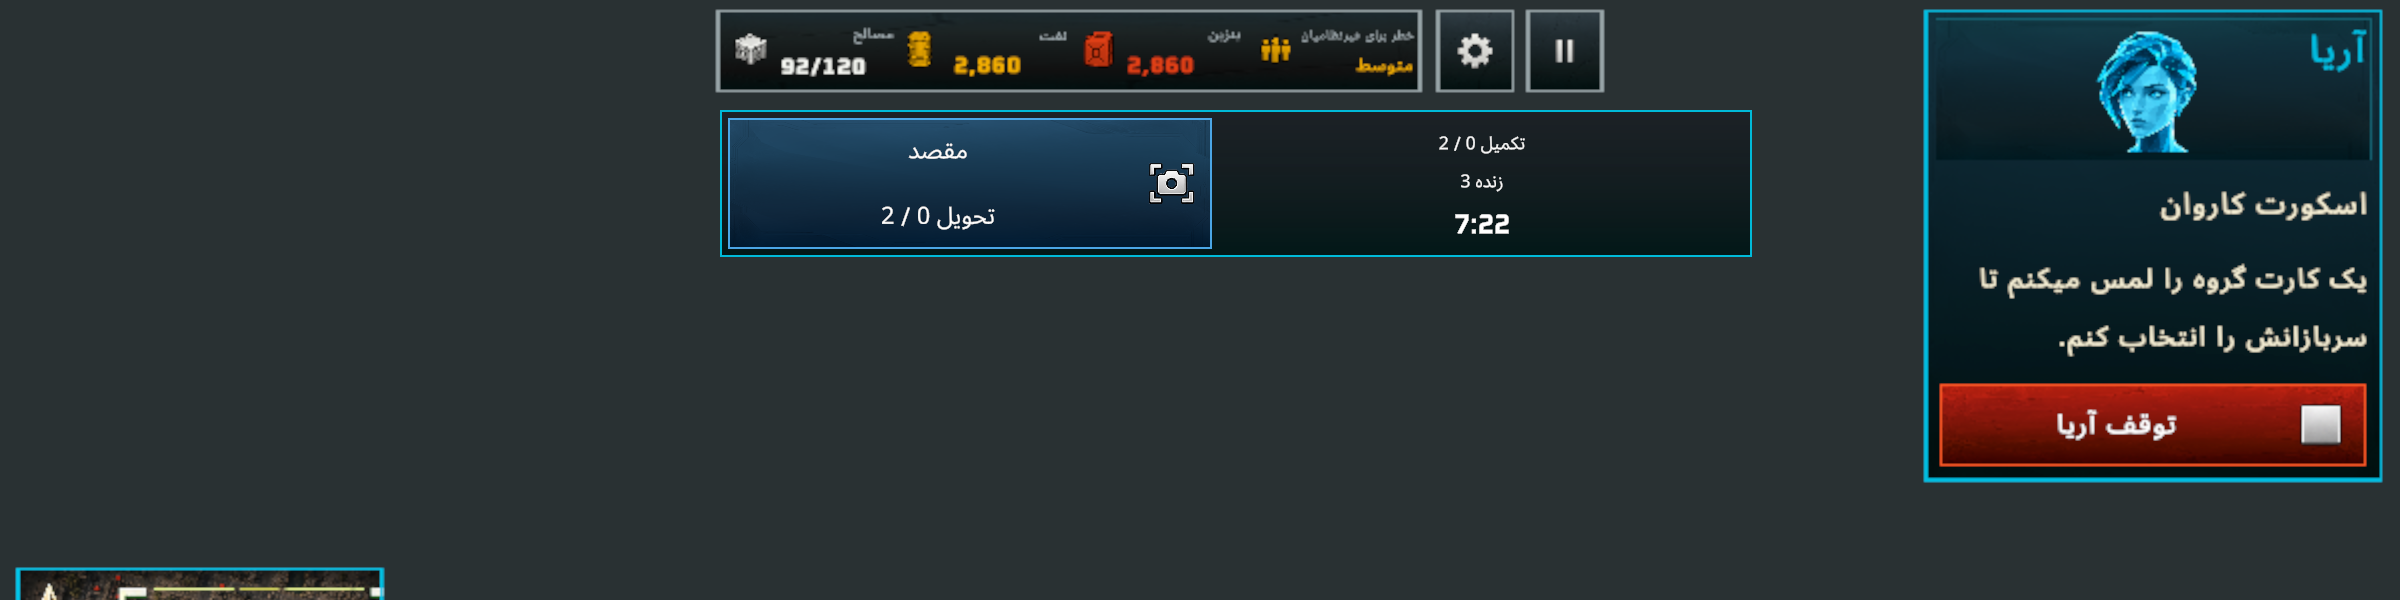 مصالح
92/120
نفت
2,860
بنزین
2,860
خطر برای غیرنظامیان
متوسط
مقصد
تحویل 0 / 2
تکمیل 0 / 2
زنده 3
7:22
آریا
اسکورت کاروان
یک کارت گروه را لمس میکنم تا
سربازانش را انتخاب کنم.
توقف آریا